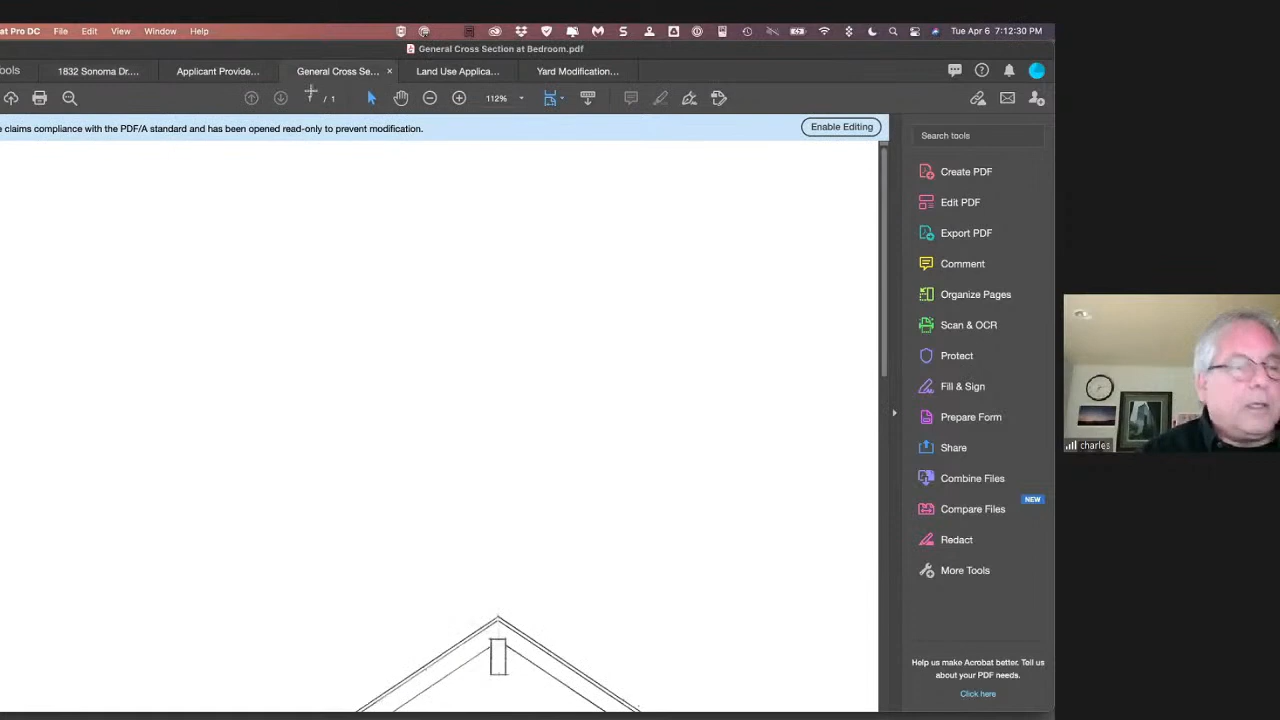 at Pro DC File Edit View Window Help Tue Apr 6 7:12:30 PM
General Cross Section at Bedroom.pdf
ools 1832 Sonoma Dr.... Applicant Provide... General Cross Se... × Land Use Applica... Yard Modification...
/ 1 112%
e claims compliance with the PDF/A standard and has been opened read-only to prevent modification. Enable Editing
Search tools
Create PDF
Edit PDF
Export PDF
Comment
Organize Pages
Scan & OCR
Protect
Fill & Sign
Prepare Form
Share
Combine Files
NEW
Compare Files
Redact
More Tools
Help us make Acrobat better. Tell us
about your PDF needs.
Click here
charles